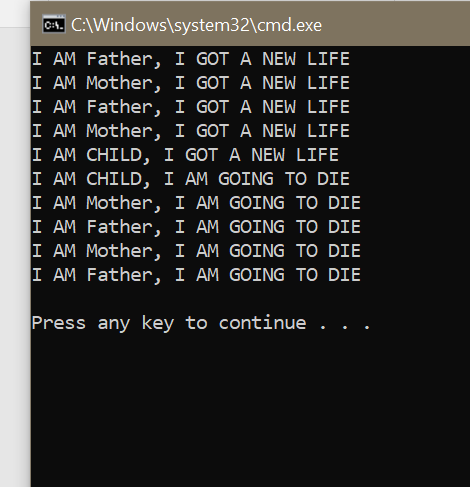 C:\Windows\system32\cmd.exe
I AM Father, I GOT A NEW LIFE
I AM Mother, I GOT A NEW LIFE
I AM Father, I GOT A NEW LIFE
I AM Mother, I GOT A NEW LIFE
I AM CHILD, I GOT A NEW LIFE
I AM CHILD, I AM GOING TO DIE
I AM Mother, I AM GOING TO DIE
I AM Father, I AM GOING TO DIE
I AM Mother, I AM GOING TO DIE
I AM Father, I AM GOING TO DIE
Press any key to continue . . .